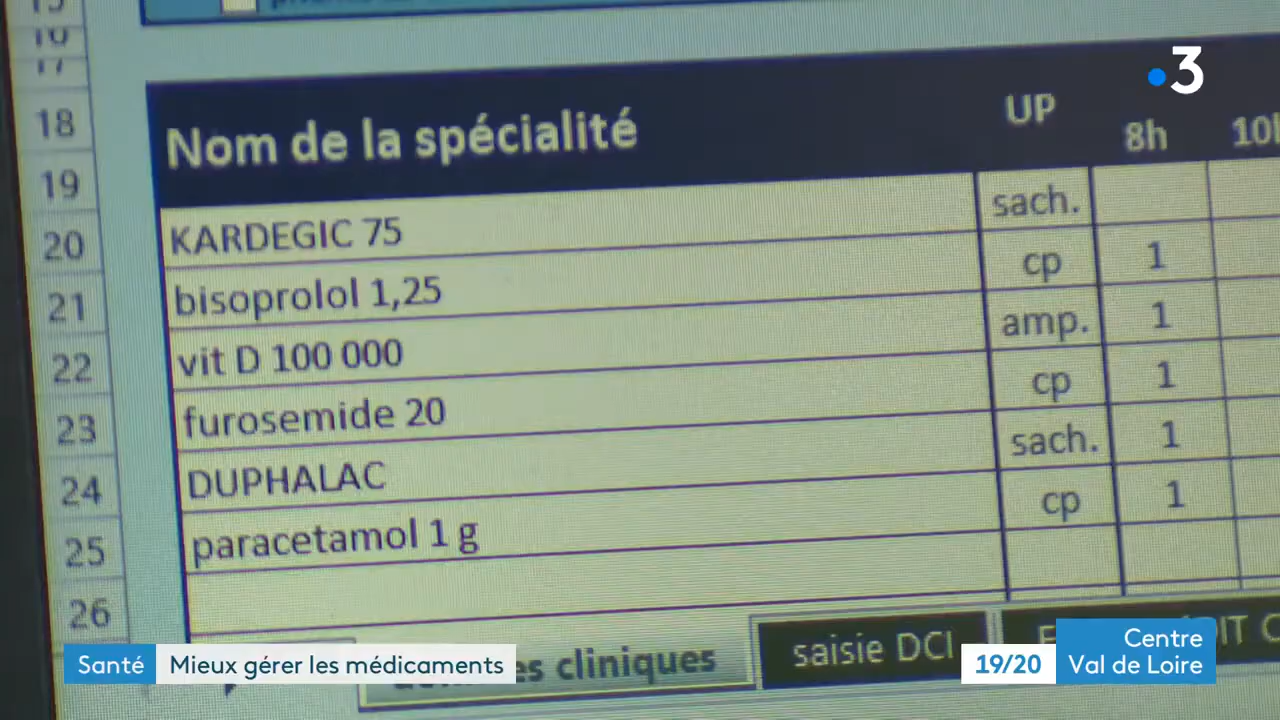 3
18
19
20
21
22
23
24
25
26
Nom de la spécialité UP 8h
KARDEGIC 75 sach.
bisoprolol 1,25 cp 1
vit D 100 000 amp. 1
furosemide 20 cp 1
DUPHALAC sach. 1
paracetamol 1 g cp 1
cliniques saisie DCI
Santé Mieux gérer les médicaments
19/20 Centre
Val de Loire